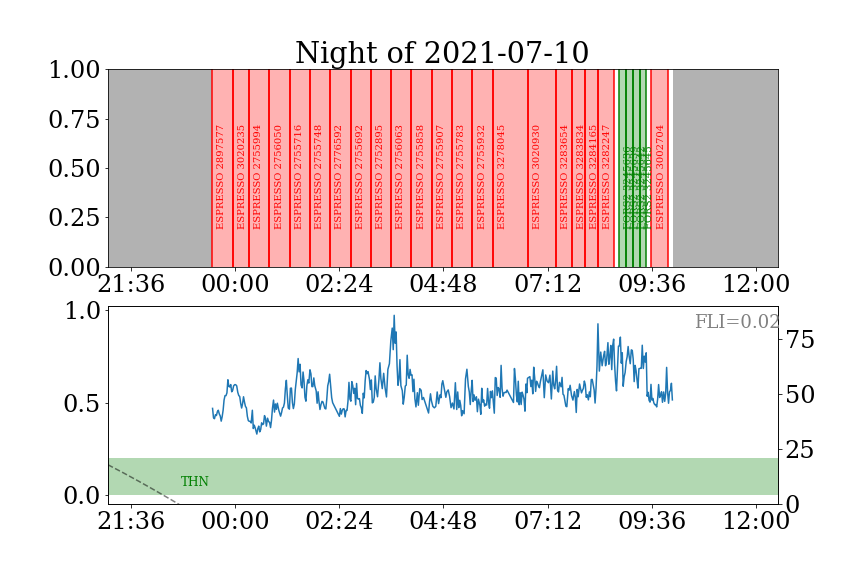 Night of 2021-07-10
1.00
0.75
0.50
0.25
0.00
ESPRESSO 2897577
ESPRESSO 3020235
ESPRESSO 2755994
ESPRESSO 2756050
ESPRESSO 2755716
ESPRESSO 2755748
ESPRESSO 2776592
ESPRESSO 2755692
ESPRESSO 2752895
ESPRESSO 2756063
ESPRESSO 2755858
ESPRESSO 2755907
ESPRESSO 2755783
ESPRESSO 2755932
ESPRESSO 3278045
ESPRESSO 3020930
ESPRESSO 3283654
ESPRESSO 3283834
ESPRESSO 3284165
ESPRESSO 3282247
FORS2
FORS2
FORS2
FORS2
ESPRESSO 3002704
21:36 00:00 02:24 04:48 07:12 09:36 12:00
1.0
0.5
0.0
FLI=0.02
THN
75
50
25
0
21:36 00:00 02:24 04:48 07:12 09:36 12:00